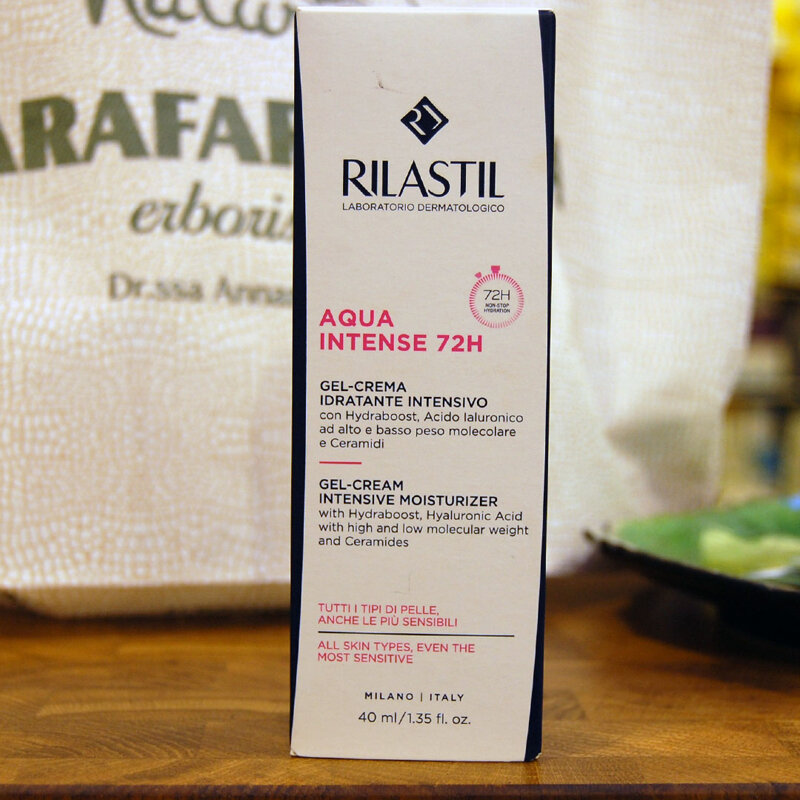 RILASTIL
LABORATORIO DERMATOLOGICO
72H
NON-STOP
HYDRATION
AQUA
INTENSE 72H
GEL-CREMA
IDRATANTE INTENSIVO
con Hydraboost, Acido Ialuronico
ad alto e basso peso molecolare
e Ceramidi
GEL-CREAM
INTENSIVE MOISTURIZER
with Hydraboost, Hyaluronic Acid
with high and low molecular weight
and Ceramides
TUTTI I TIPI DI PELLE,
ANCHE LE PIÙ SENSIBILI
ALL SKIN TYPES, EVEN THE
MOST SENSITIVE
MILANO | ITALY
40 ml/1.35 fl. oz.
ARAFAR
erboris
Dr.ssa Anna